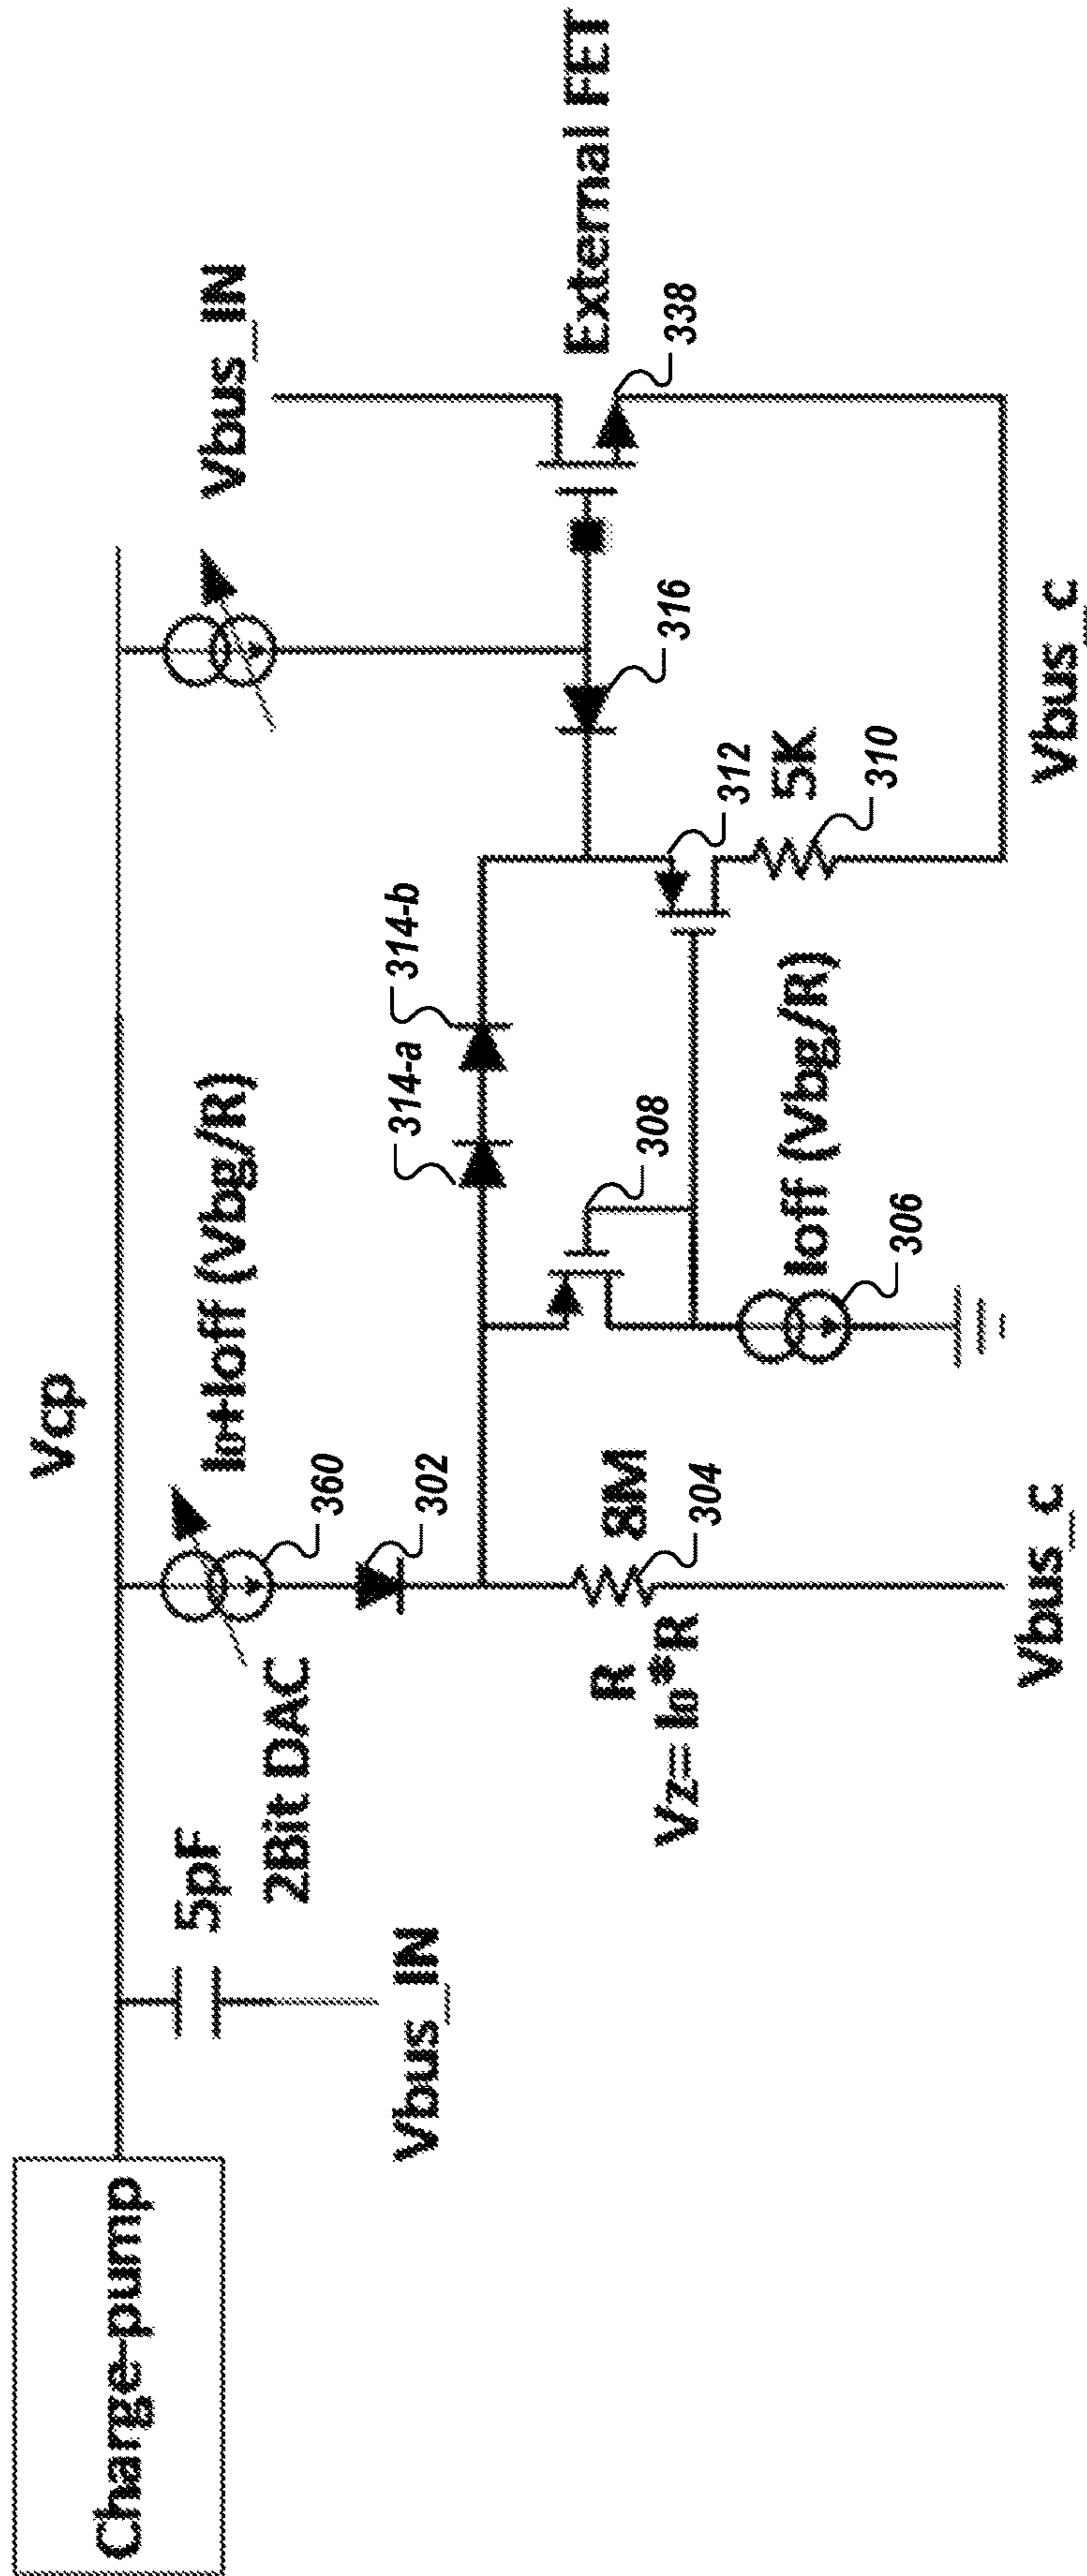 Charge-pump
Vcp
5pF
Vbus_IN
2Bit DAC
In+Ioff (Vbg/R)
360
302
R
8M
304
Vz= In*R
Vbus_c
314-a
314-b
308
Ioff (Vbg/R)
306
312
5K
310
316
Vbus_IN
External FET
338
Vbus_c